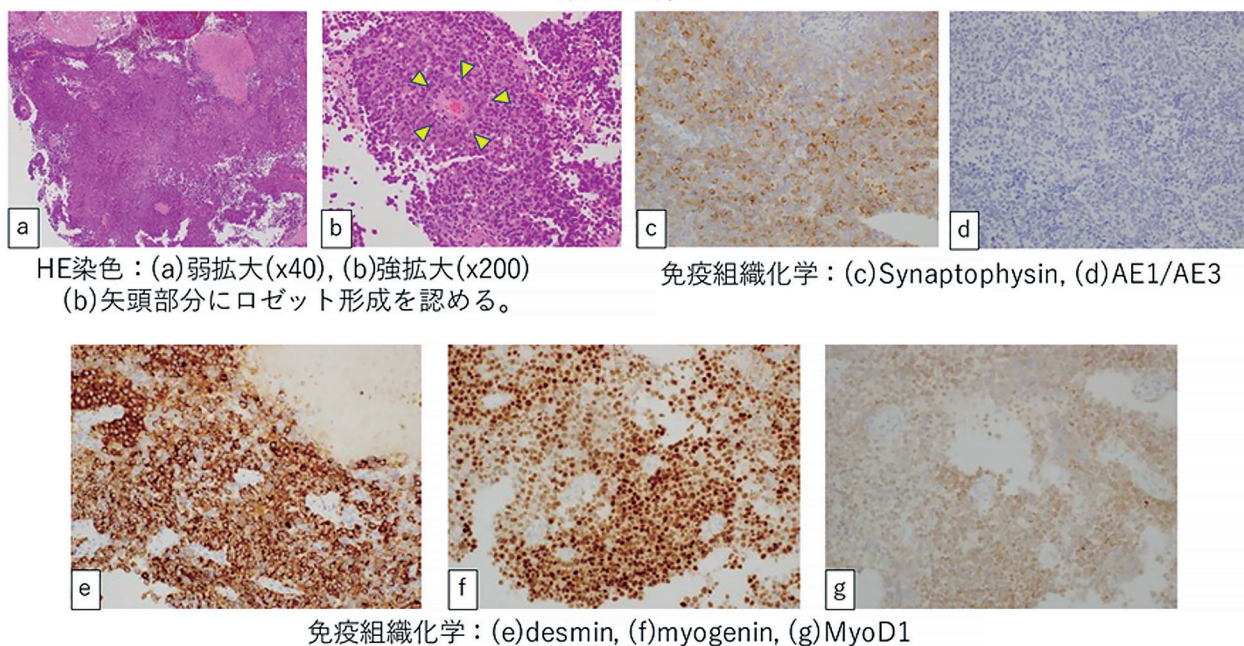 a
b
c
d
HE染色：(a)弱拡大(x40), (b)強拡大(x200)
(b)矢頭部分にロゼット形成を認める。
免疫組織化学：(c)Synaptophysin, (d)AE1/AE3
e
f
g
免疫組織化学：(e)desmin, (f)myogenin, (g)MyoD1